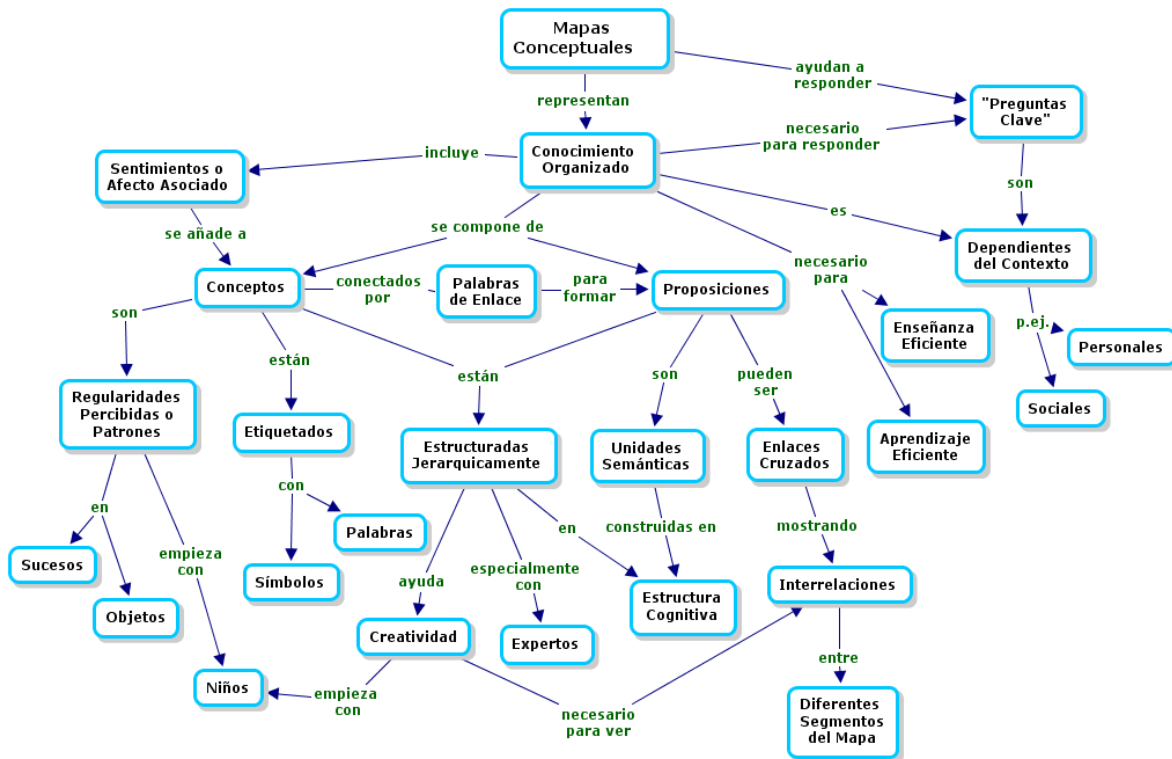 Mapas
Conceptuales
ayudan a
responder
representan
"Preguntas
Clave"
necesario
para responder
Conocimiento
Organizado
incluye
Sentimientos o
Afecto Asociado
son
es
se añade a
se compone de
Dependientes
del Contexto
necesario
para
Conceptos
conectados
por
Palabras
de Enlace
para
formar
Proposiciones
son
Enseñanza
Eficiente
p.ej.
Personales
están
están
son
pueden
ser
Regularidades
Percibidas o
Patrones
Sociales
Etiquetados
Estructuradas
Jerarquicamente
Unidades
Semánticas
Enlaces
Cruzados
Aprendizaje
Eficiente
con
en
Palabras
construidas en
en
mostrando
Sucesos
empieza
con
Símbolos
ayuda
especialmente
con
Interrelaciones
Objetos
Estructura
Cognitiva
Creatividad
Expertos
entre
Niños
empieza
con
necesario
para ver
Diferentes
Segmentos
del Mapa